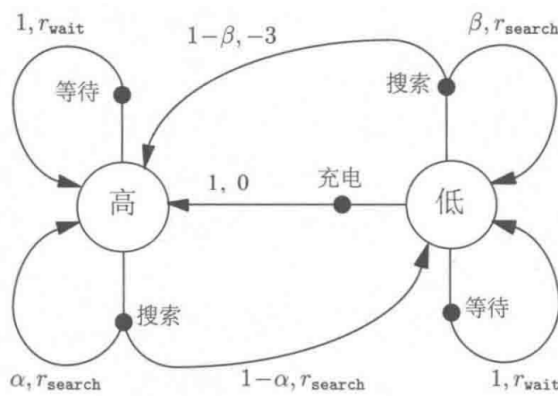 1, r_wait
1−β, −3
β, r_search
等待
搜索
高
1, 0
充电
低
搜索
等待
α, r_search
1−α, r_search
1, r_wait